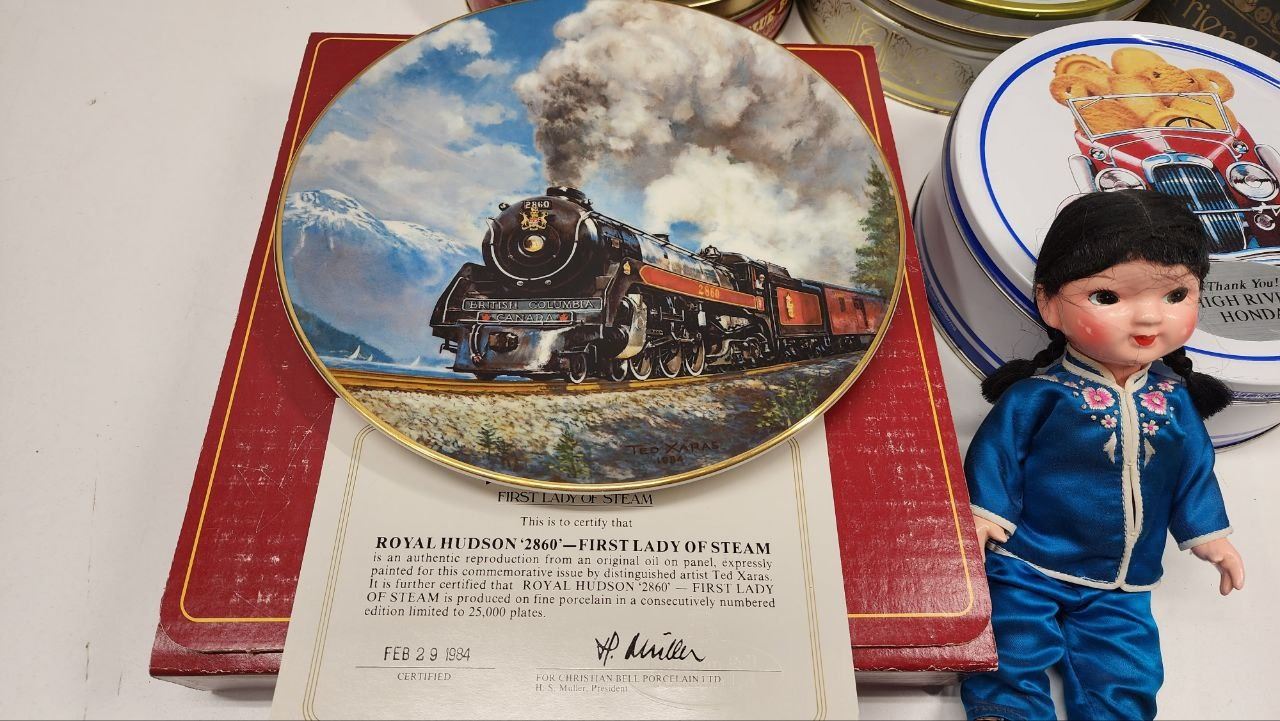 2860
BRITISH COLUMBIA
CANADA
2860
TED XARAS
1984
FIRST LADY OF STEAM
This is to certify that
ROYAL HUDSON '2860'—FIRST LADY OF STEAM
is an authentic reproduction from an original oil on panel, expressly
painted for this commemorative issue by distinguished artist Ted Xaras.
It is further certified that ROYAL HUDSON '2860' — FIRST LADY
OF STEAM is produced on fine porcelain in a consecutively numbered
edition limited to 25,000 plates.
FEB 29 1984
CERTIFIED
H. Muller
FOR CHRISTIAN BELL PORCELAIN LTD
H. S. Muller, President
Thank You!
HIGH RIV
HONDA